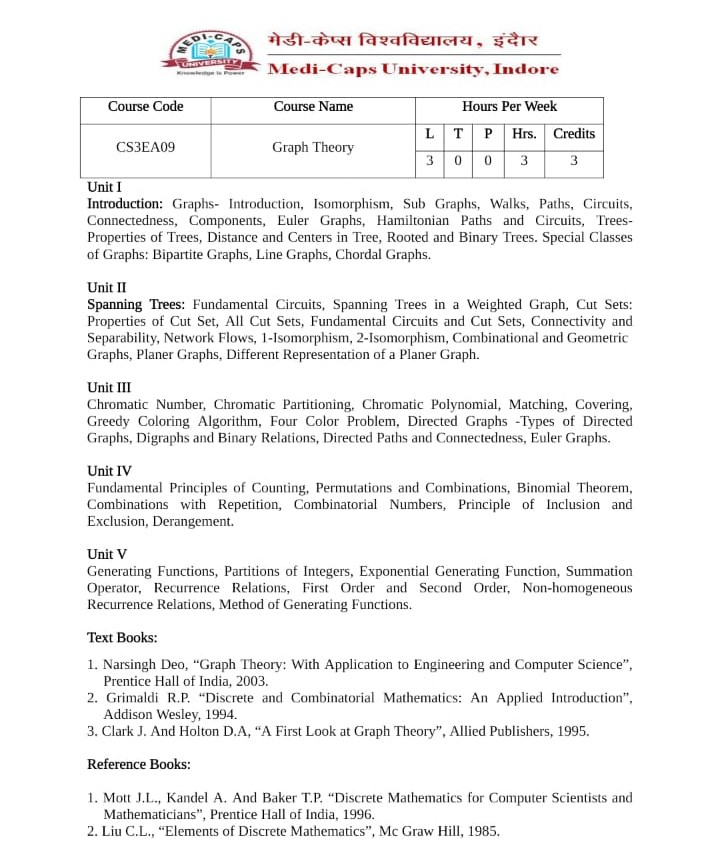 MEDI-CAPS
UNIVERSITY
Knowledge is Power
मेडी-केप्स विश्वविद्यालय, इंदौर
Medi-Caps University, Indore
Course Code Course Name Hours Per Week
CS3EA09 Graph Theory L T P Hrs. Credits
3 0 0 3 3
Unit I
Introduction: Graphs- Introduction, Isomorphism, Sub Graphs, Walks, Paths, Circuits,
Connectedness, Components, Euler Graphs, Hamiltonian Paths and Circuits, Trees-
Properties of Trees, Distance and Centers in Tree, Rooted and Binary Trees. Special Classes
of Graphs: Bipartite Graphs, Line Graphs, Chordal Graphs.
Unit II
Spanning Trees: Fundamental Circuits, Spanning Trees in a Weighted Graph, Cut Sets:
Properties of Cut Set, All Cut Sets, Fundamental Circuits and Cut Sets, Connectivity and
Separability, Network Flows, 1-Isomorphism, 2-Isomorphism, Combinational and Geometric
Graphs, Planer Graphs, Different Representation of a Planer Graph.
Unit III
Chromatic Number, Chromatic Partitioning, Chromatic Polynomial, Matching, Covering,
Greedy Coloring Algorithm, Four Color Problem, Directed Graphs -Types of Directed
Graphs, Digraphs and Binary Relations, Directed Paths and Connectedness, Euler Graphs.
Unit IV
Fundamental Principles of Counting, Permutations and Combinations, Binomial Theorem,
Combinations with Repetition, Combinatorial Numbers, Principle of Inclusion and
Exclusion, Derangement.
Unit V
Generating Functions, Partitions of Integers, Exponential Generating Function, Summation
Operator, Recurrence Relations, First Order and Second Order, Non-homogeneous
Recurrence Relations, Method of Generating Functions.
Text Books:
1. Narsingh Deo, “Graph Theory: With Application to Engineering and Computer Science”,
Prentice Hall of India, 2003.
2. Grimaldi R.P. “Discrete and Combinatorial Mathematics: An Applied Introduction”,
Addison Wesley, 1994.
3. Clark J. And Holton D.A, “A First Look at Graph Theory”, Allied Publishers, 1995.
Reference Books:
1. Mott J.L., Kandel A. And Baker T.P. “Discrete Mathematics for Computer Scientists and
Mathematicians”, Prentice Hall of India, 1996.
2. Liu C.L., “Elements of Discrete Mathematics”, Mc Graw Hill, 1985.